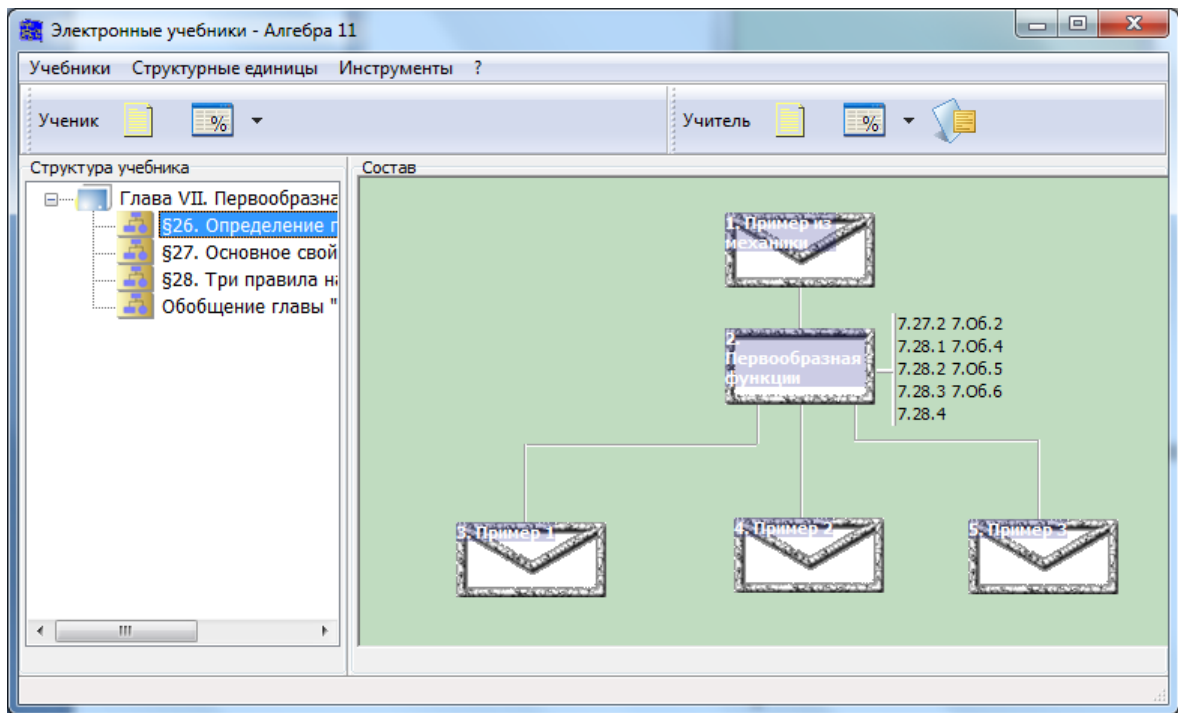 Электронные учебники - Алгебра 11
Учебники Структурные единицы Инструменты ?
Ученик % Учитель %
Структура учебника
Глава VII. Первообразна
§26. Определение п
§27. Основное свой
§28. Три правила на
Обобщение главы "
Состав
1. Пример из
механики
2.
Первообразная
функции
7.27.2 7.Об.2
7.28.1 7.Об.4
7.28.2 7.Об.5
7.28.3 7.Об.6
7.28.4
3. Пример 1
4. Пример 2
5. Пример 3